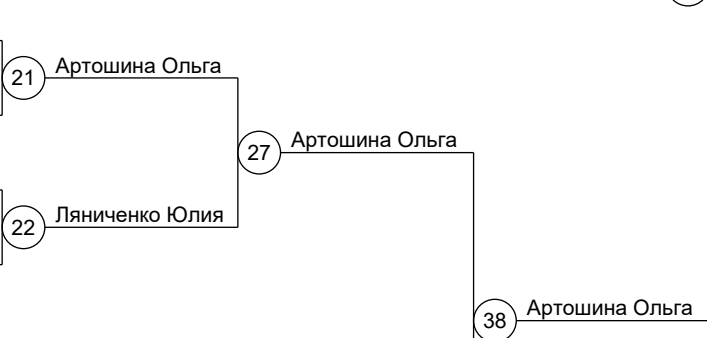 21 Артошина Ольга
27 Артошина Ольга
22 Ляниченко Юлия
38 Артошина Ольга